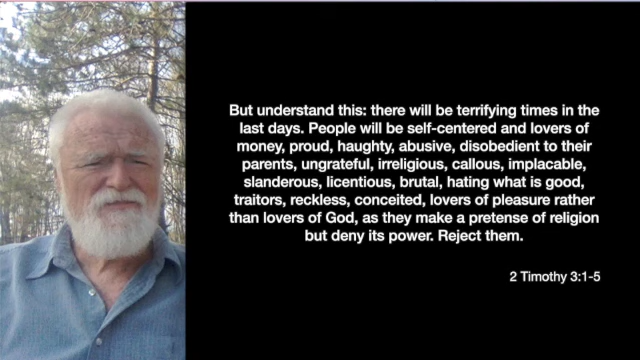 But understand this: there will be terrifying times in the
last days. People will be self-centered and lovers of
money, proud, haughty, abusive, disobedient to their
parents, ungrateful, irreligious, callous, implacable,
slanderous, licentious, brutal, hating what is good,
traitors, reckless, conceited, lovers of pleasure rather
than lovers of God, as they make a pretense of religion
but deny its power. Reject them.
2 Timothy 3:1-5